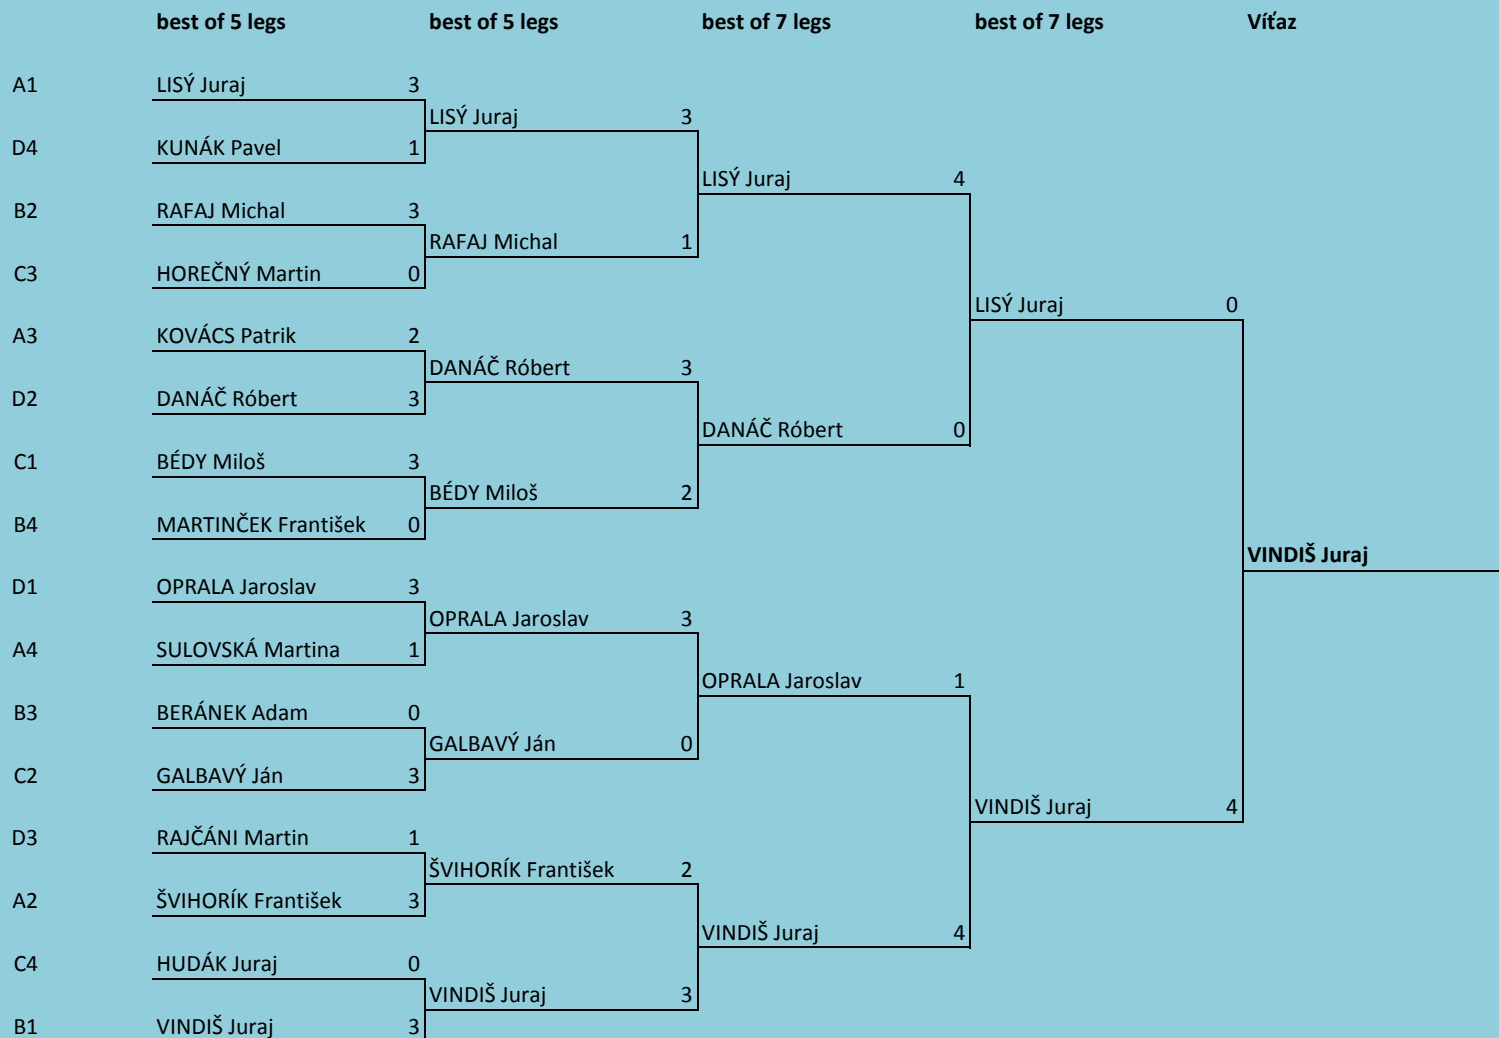 best of 5 legs best of 5 legs best of 7 legs best of 7 legs Víťaz
A1 LISÝ Juraj 3
LISÝ Juraj 3
D4 KUNÁK Pavel 1
LISÝ Juraj 4
B2 RAFAJ Michal 3
RAFAJ Michal 1
C3 HOREČNÝ Martin 0
LISÝ Juraj 0
A3 KOVÁCS Patrik 2
DANÁČ Róbert 3
D2 DANÁČ Róbert 3
DANÁČ Róbert 0
C1 BÉDY Miloš 3
BÉDY Miloš 2
B4 MARTINČEK František 0
VINDIŠ Juraj
D1 OPRALA Jaroslav 3
OPRALA Jaroslav 3
A4 SULOVSKÁ Martina 1
OPRALA Jaroslav 1
B3 BERÁNEK Adam 0
GALBAVÝ Ján 0
C2 GALBAVÝ Ján 3
VINDIŠ Juraj 4
D3 RAJČÁNI Martin 1
ŠVIHORÍK František 2
A2 ŠVIHORÍK František 3
VINDIŠ Juraj 4
C4 HUDÁK Juraj 0
VINDIŠ Juraj 3
B1 VINDIŠ Juraj 3